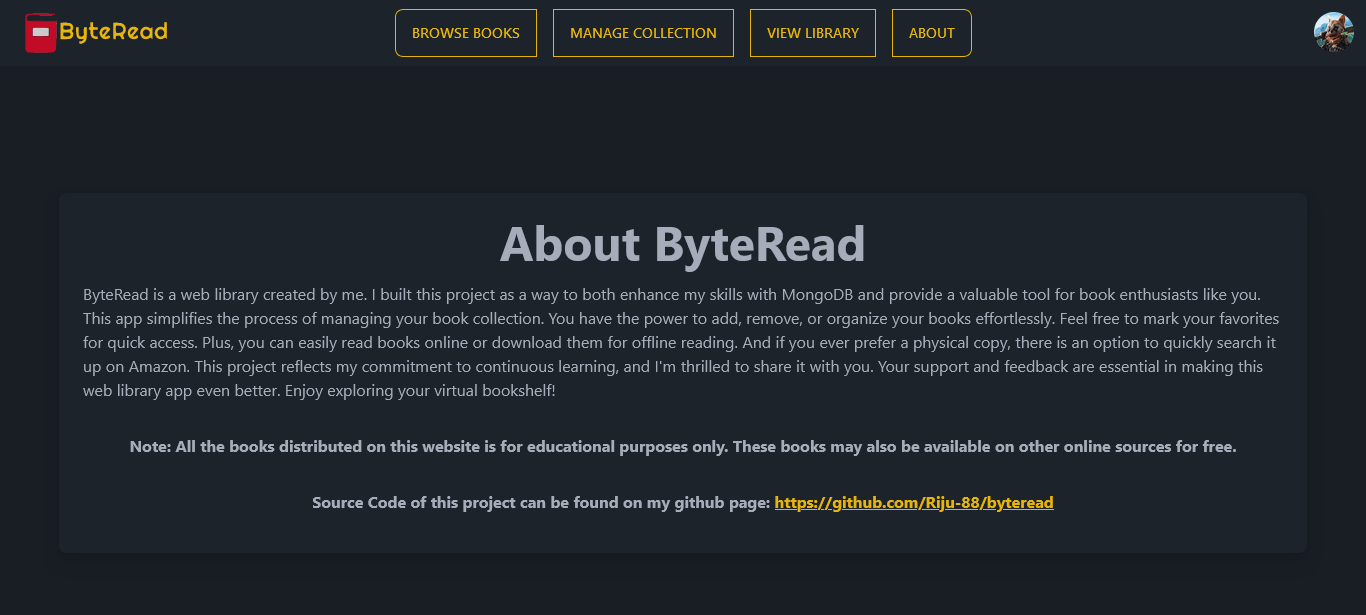 ByteRead
BROWSE BOOKS
MANAGE COLLECTION
VIEW LIBRARY
ABOUT
About ByteRead
ByteRead is a web library created by me. I built this project as a way to both enhance my skills with MongoDB and provide a valuable tool for book enthusiasts like you.
This app simplifies the process of managing your book collection. You have the power to add, remove, or organize your books effortlessly. Feel free to mark your favorites
for quick access. Plus, you can easily read books online or download them for offline reading. And if you ever prefer a physical copy, there is an option to quickly search it
up on Amazon. This project reflects my commitment to continuous learning, and I'm thrilled to share it with you. Your support and feedback are essential in making this
web library app even better. Enjoy exploring your virtual bookshelf!
Note: All the books distributed on this website is for educational purposes only. These books may also be available on other online sources for free.
Source Code of this project can be found on my github page: https://github.com/Riju-88/byteread